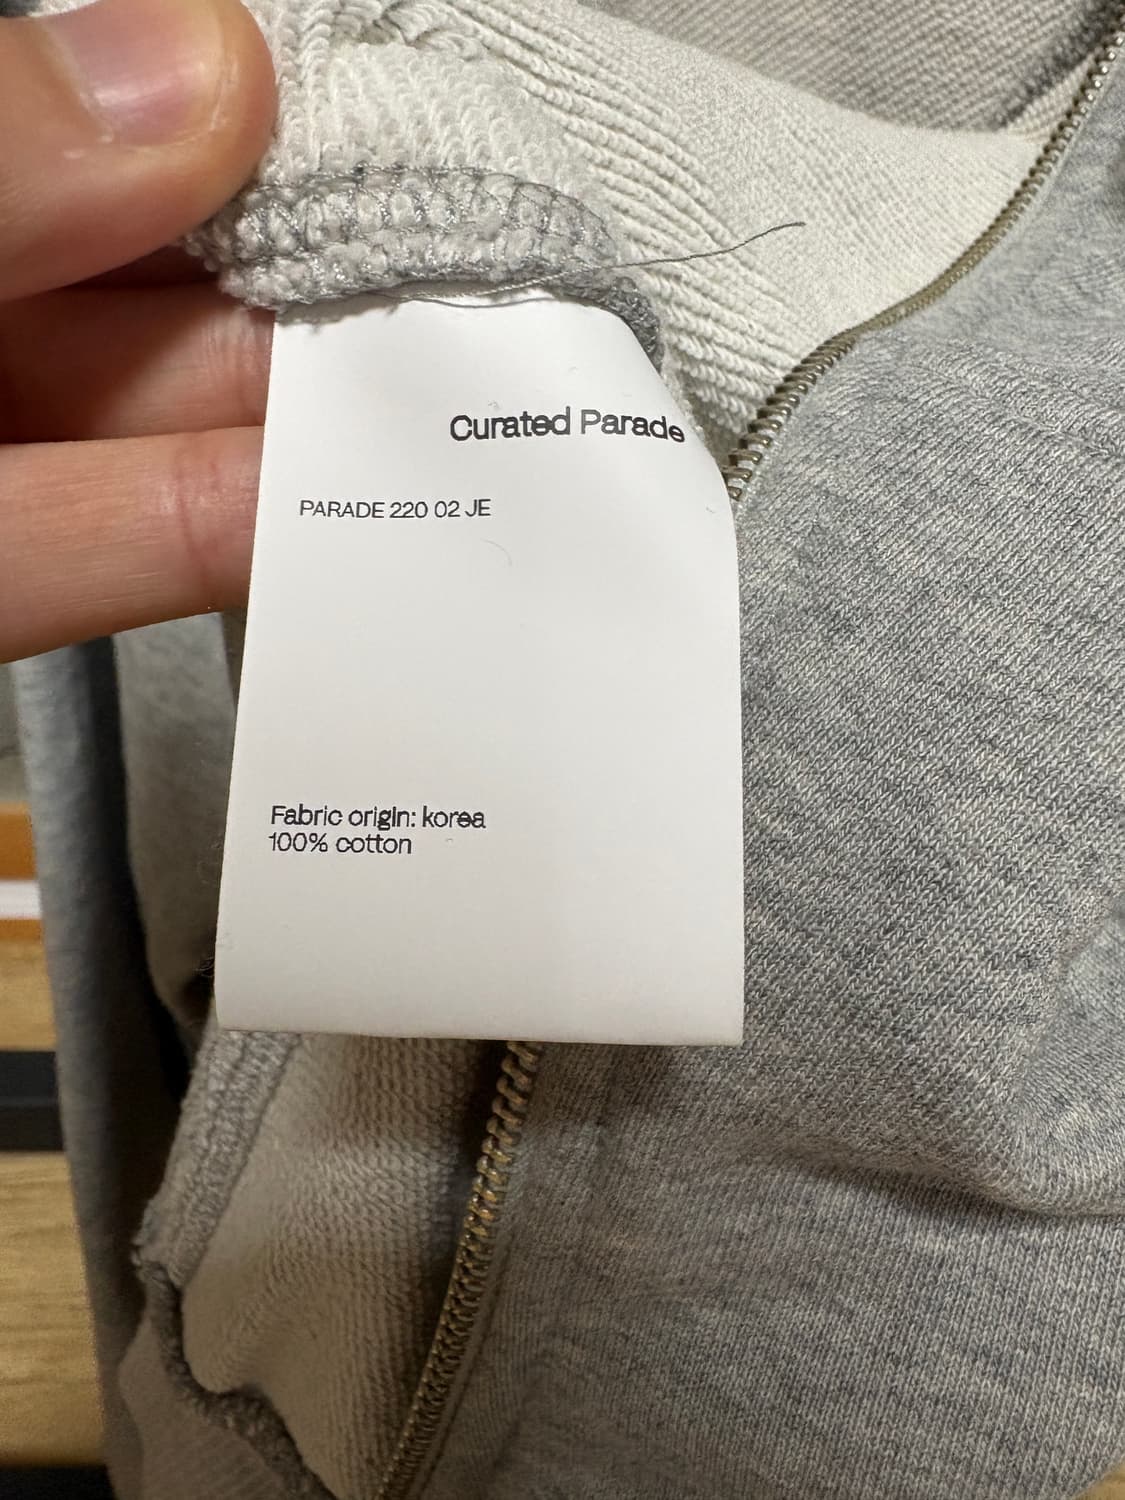 Curated Parade
PARADE 220 02 JE
Fabric origin: korea
100% cotton